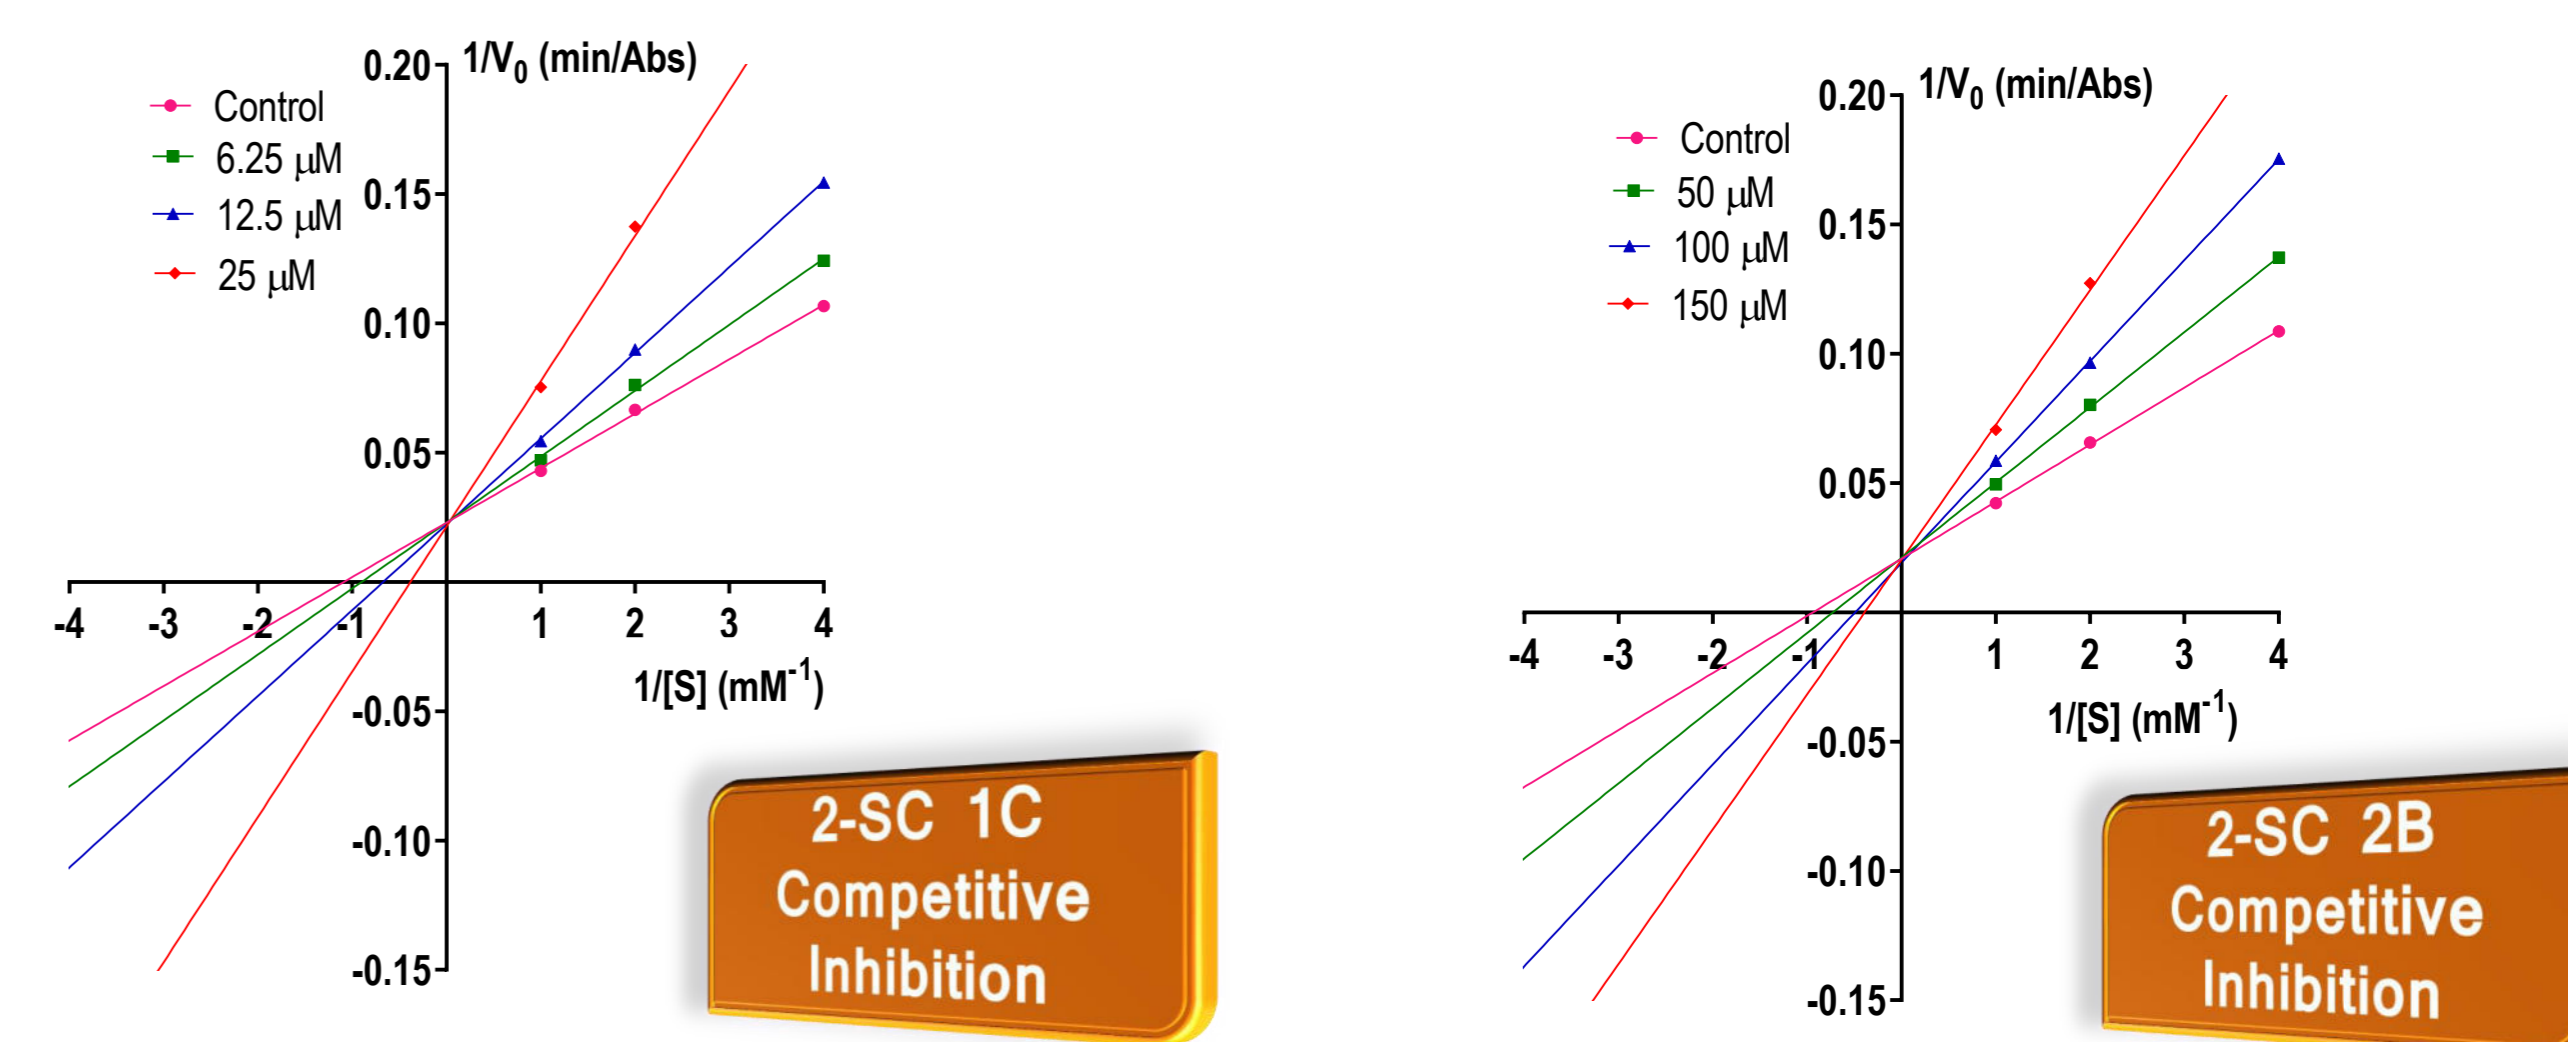 1/V0 (min/Abs)
Control
6.25 μM
12.5 μM
25 μM
0.20
0.15
0.10
0.05
-4 -3 -2 -1 1 2 3 4
1/[S] (mM-1)
-0.05
-0.10
-0.15
2-SC 1C
Competitive
Inhibition
1/V0 (min/Abs)
Control
50 μM
100 μM
150 μM
0.20
0.15
0.10
0.05
-4 -3 -2 -1 1 2 3 4
1/[S] (mM-1)
-0.05
-0.10
-0.15
2-SC 2B
Competitive
Inhibition